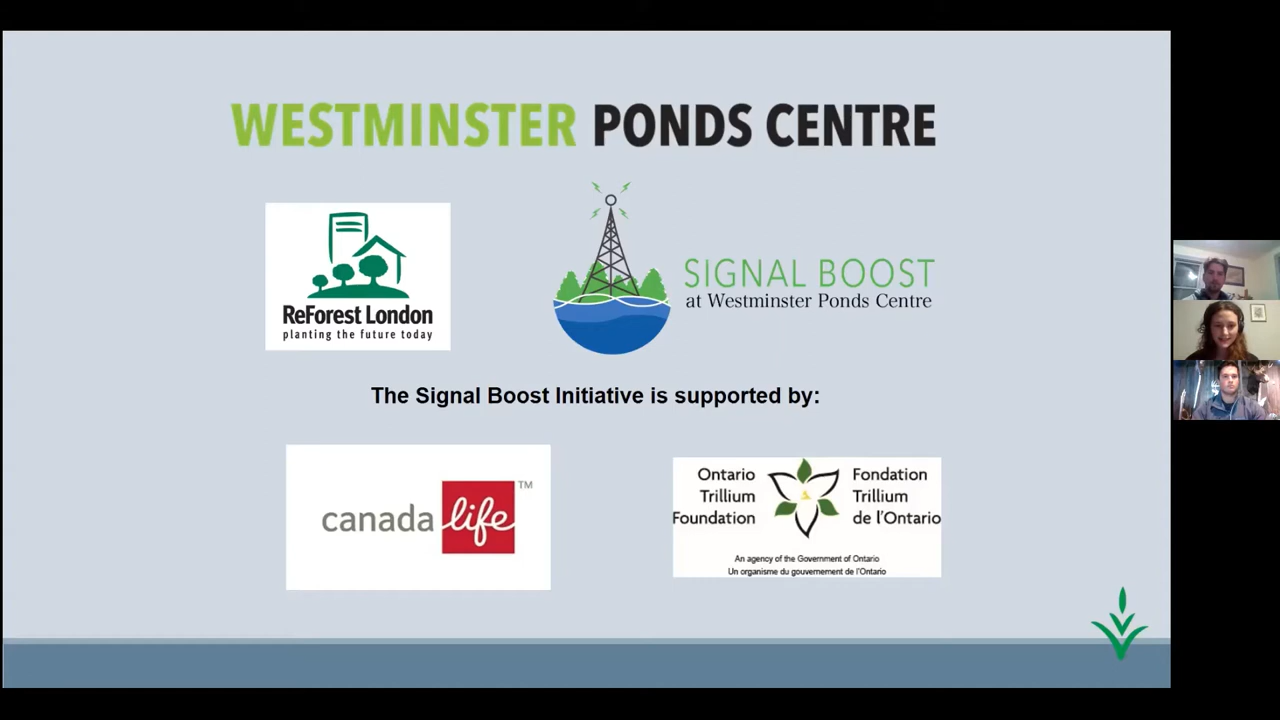 WESTMINSTER PONDS CENTRE
ReForest London
planting the future today
SIGNAL BOOST
at Westminster Ponds Centre
The Signal Boost Initiative is supported by:
canada life™
Ontario
Trillium
Foundation
Fondation
Trillium
de l'Ontario
An agency of the Government of Ontario
Un organisme du gouvernement de l'Ontario